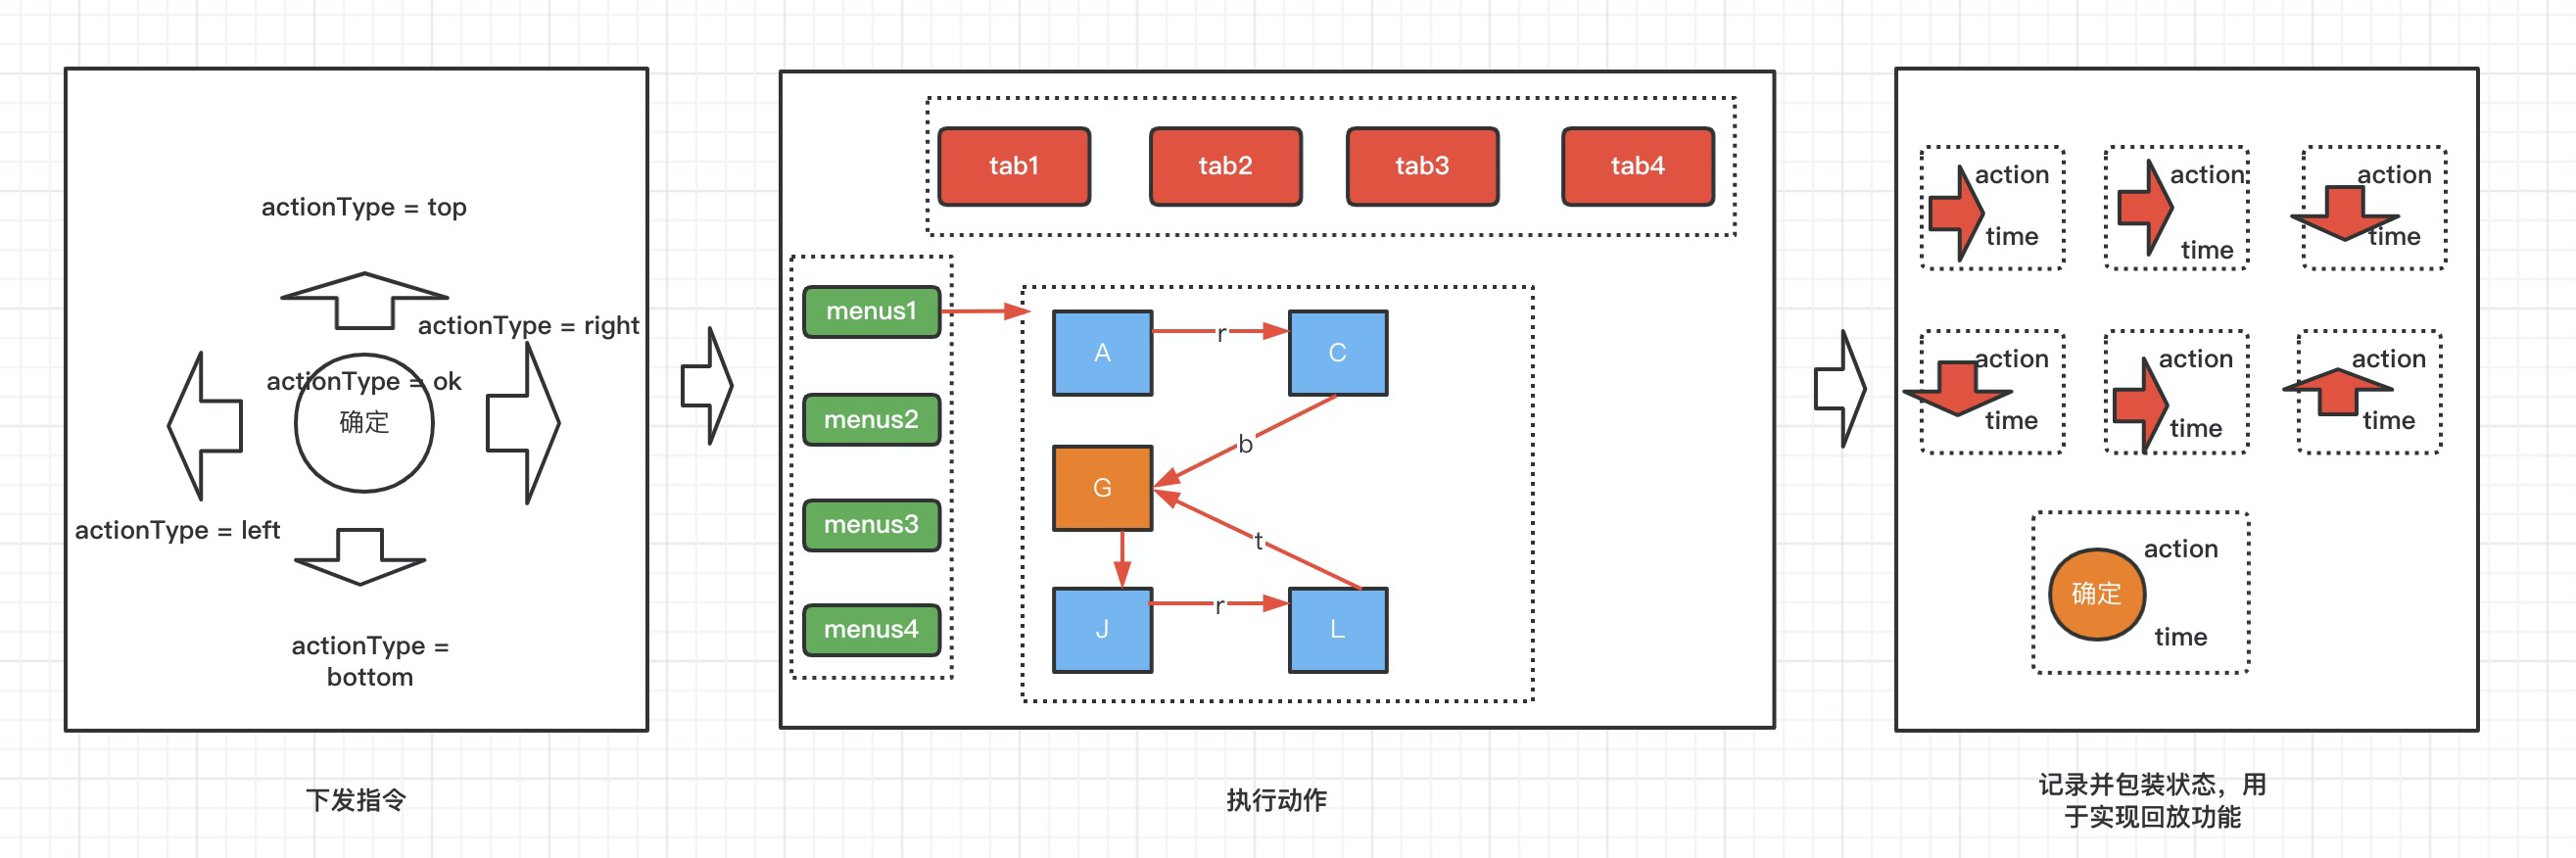 actionType = top
actionType = right
actionType = ok
确定
actionType = left
actionType =
bottom
下发指令
tab1
tab2
tab3
tab4
menus1
menus2
menus3
menus4
A
r
C
b
G
t
J
r
L
执行动作
action
time
action
time
action
time
action
time
action
time
action
time
action
确定
time
记录并包装状态，用
于实现回放功能